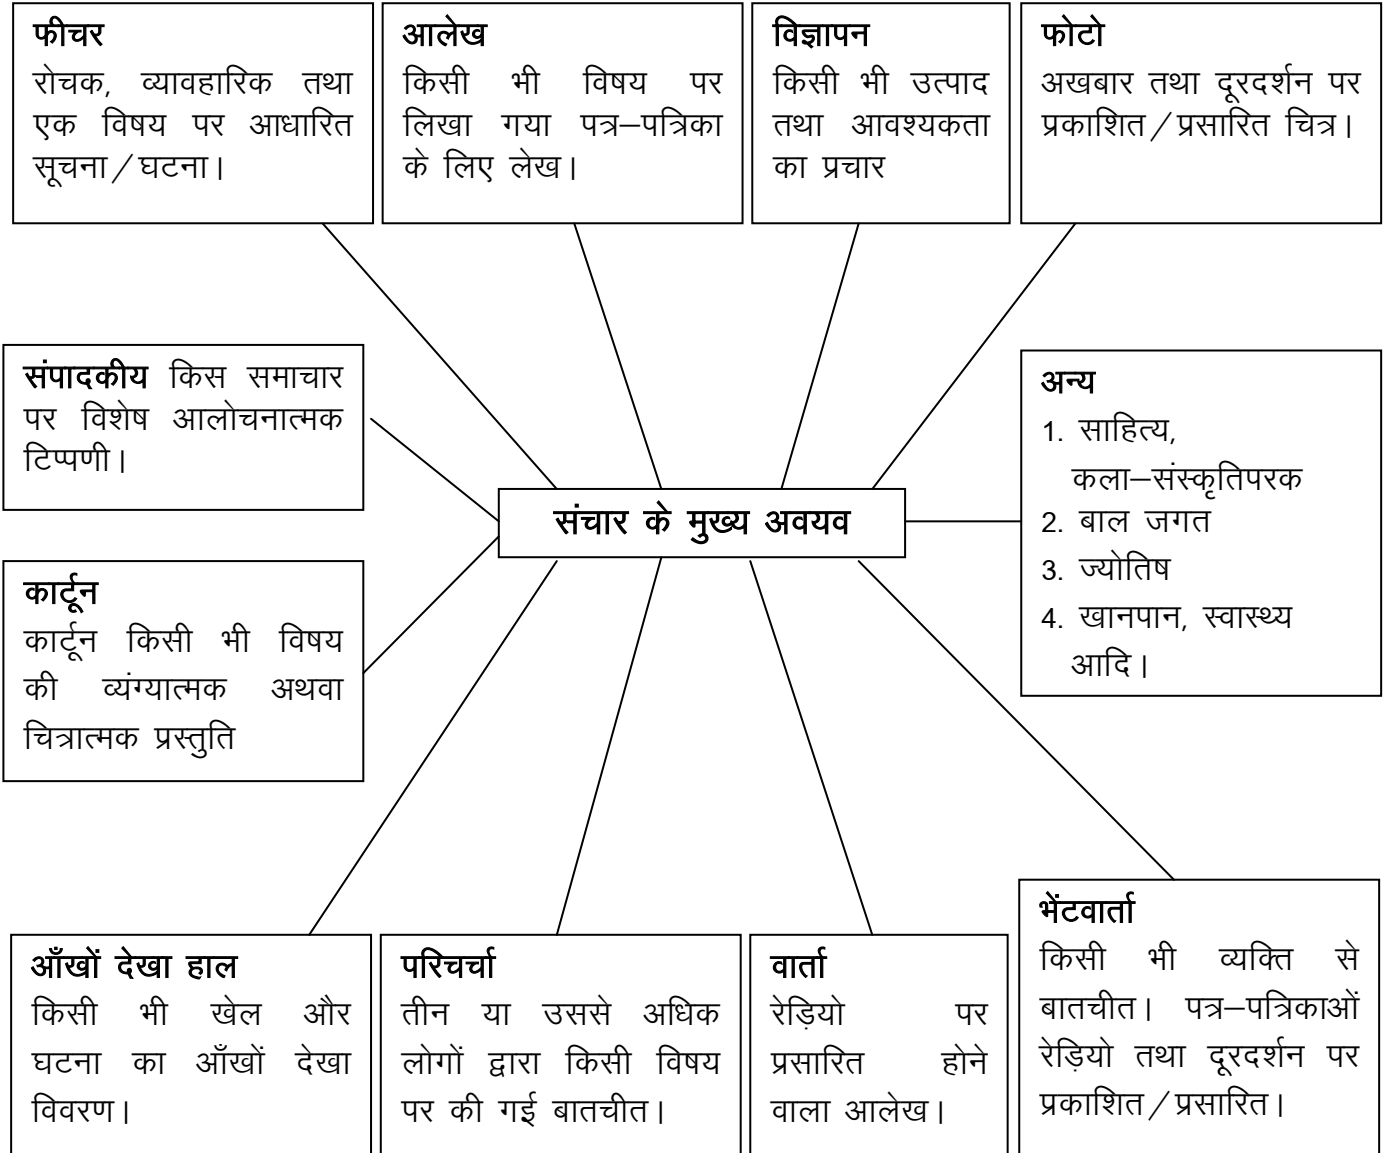 फीचर
रोचक, व्यावहारिक तथा
एक विषय पर आधारित
सूचना/घटना।
आलेख
किसी भी विषय पर
लिखा गया पत्र–पत्रिका
के लिए लेख।
विज्ञापन
किसी भी उत्पाद
तथा आवश्यकता
का प्रचार
फोटो
अखबार तथा दूरदर्शन पर
प्रकाशित/प्रसारित चित्र।
संपादकीय किस समाचार
पर विशेष आलोचनात्मक
टिप्पणी।
अन्य
1. साहित्य,
कला–संस्कृतिपरक
2. बाल जगत
3. ज्योतिष
4. खानपान, स्वास्थ्य
आदि।
संचार के मुख्य अवयव
कार्टून
कार्टून किसी भी विषय
की व्यंग्यात्मक अथवा
चित्रात्मक प्रस्तुति
आँखों देखा हाल
किसी भी खेल और
घटना का आँखों देखा
विवरण।
परिचर्चा
तीन या उससे अधिक
लोगों द्वारा किसी विषय
पर की गई बातचीत।
वार्ता
रेड़ियो पर
प्रसारित होने
वाला आलेख।
भेंटवार्ता
किसी भी व्यक्ति से
बातचीत। पत्र–पत्रिकाओं
रेड़ियो तथा दूरदर्शन पर
प्रकाशित/प्रसारित।